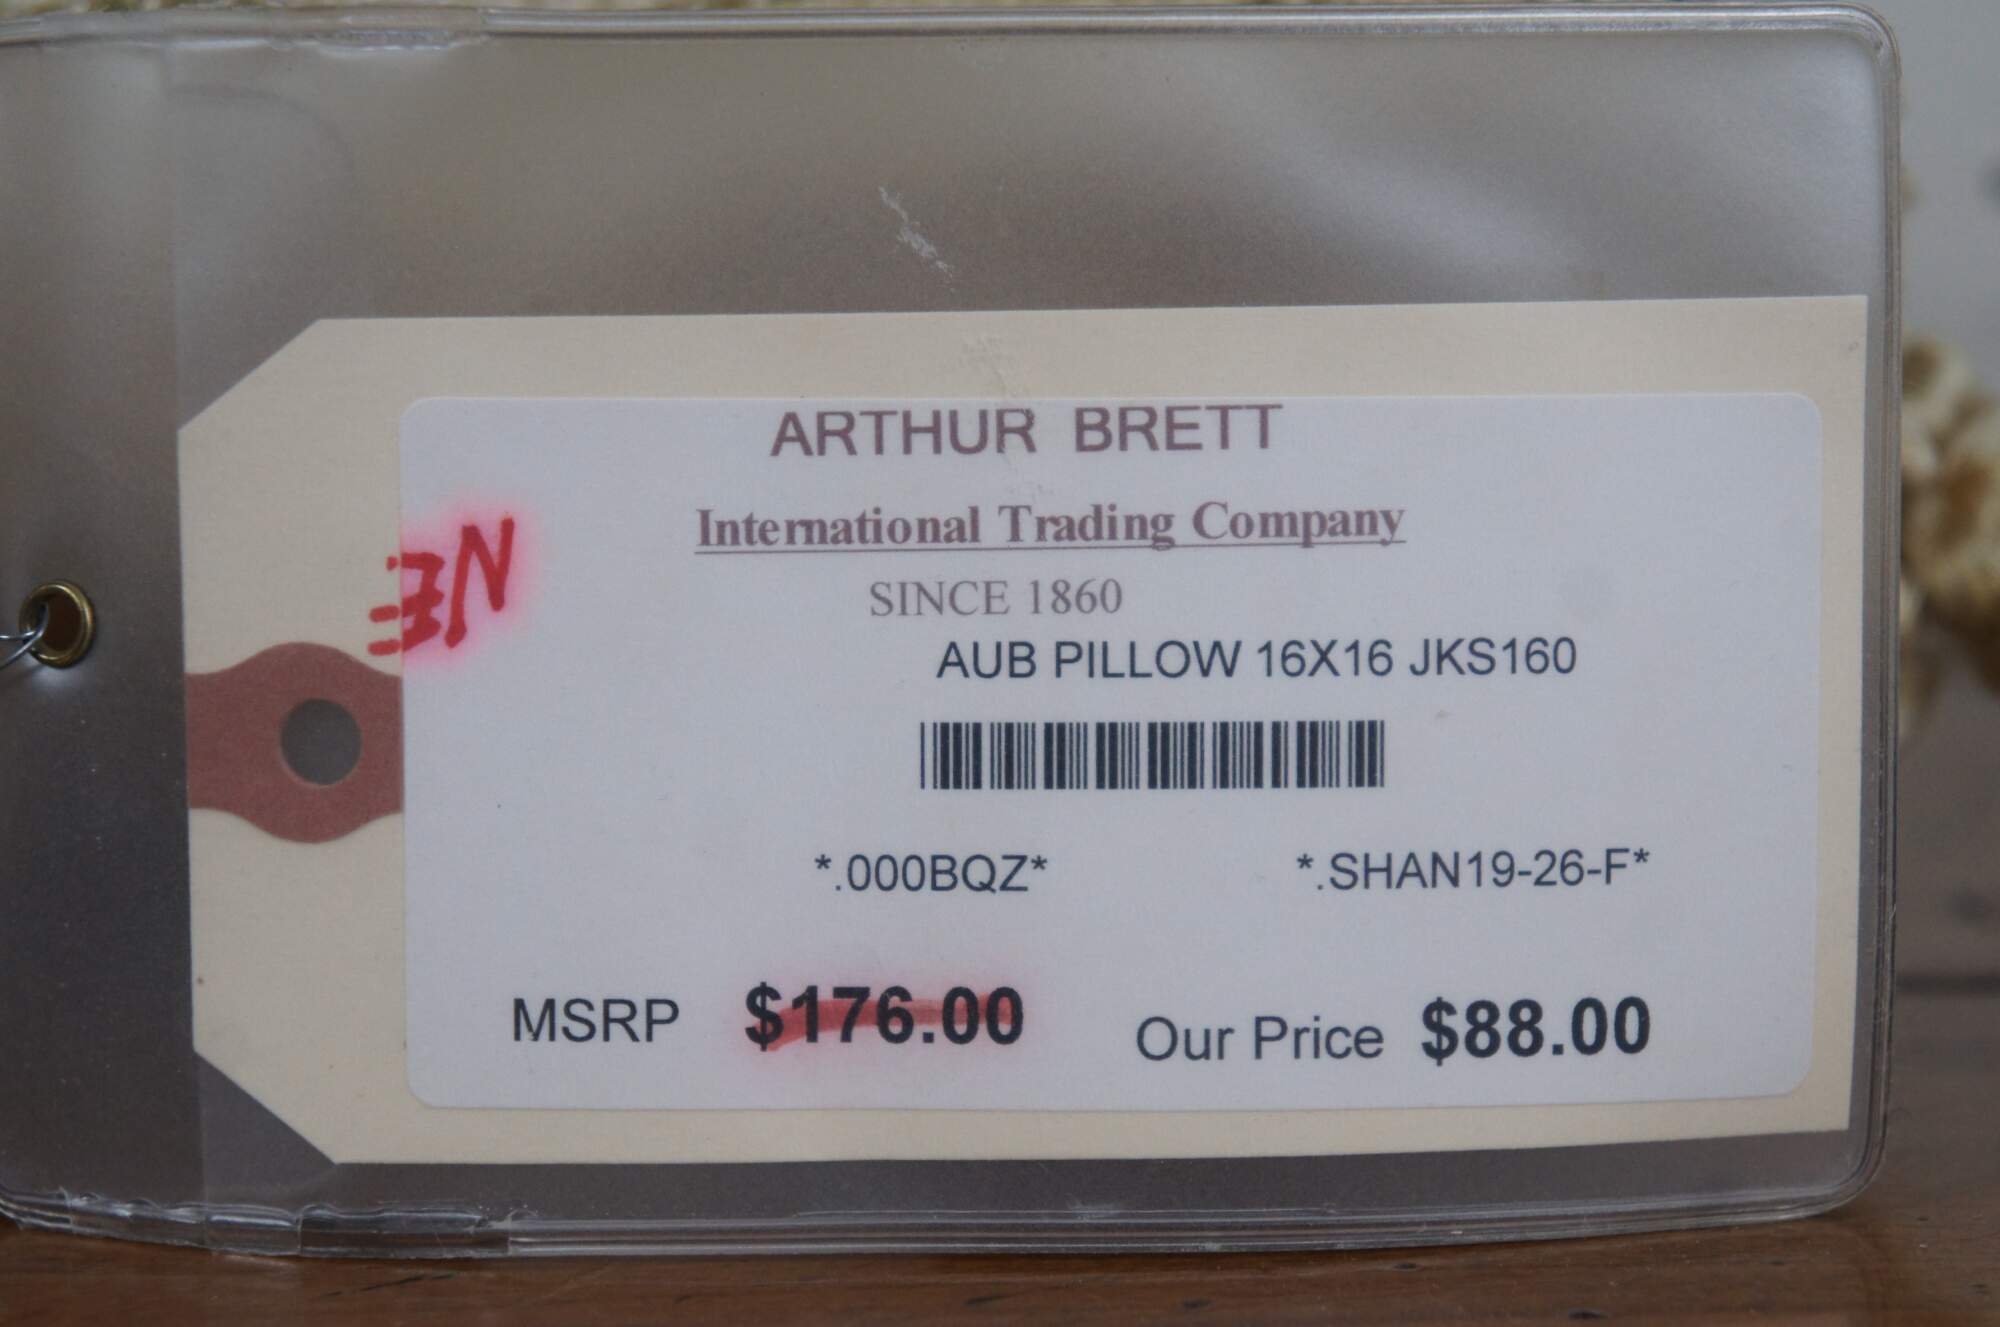 ARTHUR BRETT
International Trading Company
SINCE 1860
AUB PILLOW 16X16 JKS160
*.000BQZ* *.SHAN19-26-F*
MSRP $176.00 Our Price $88.00